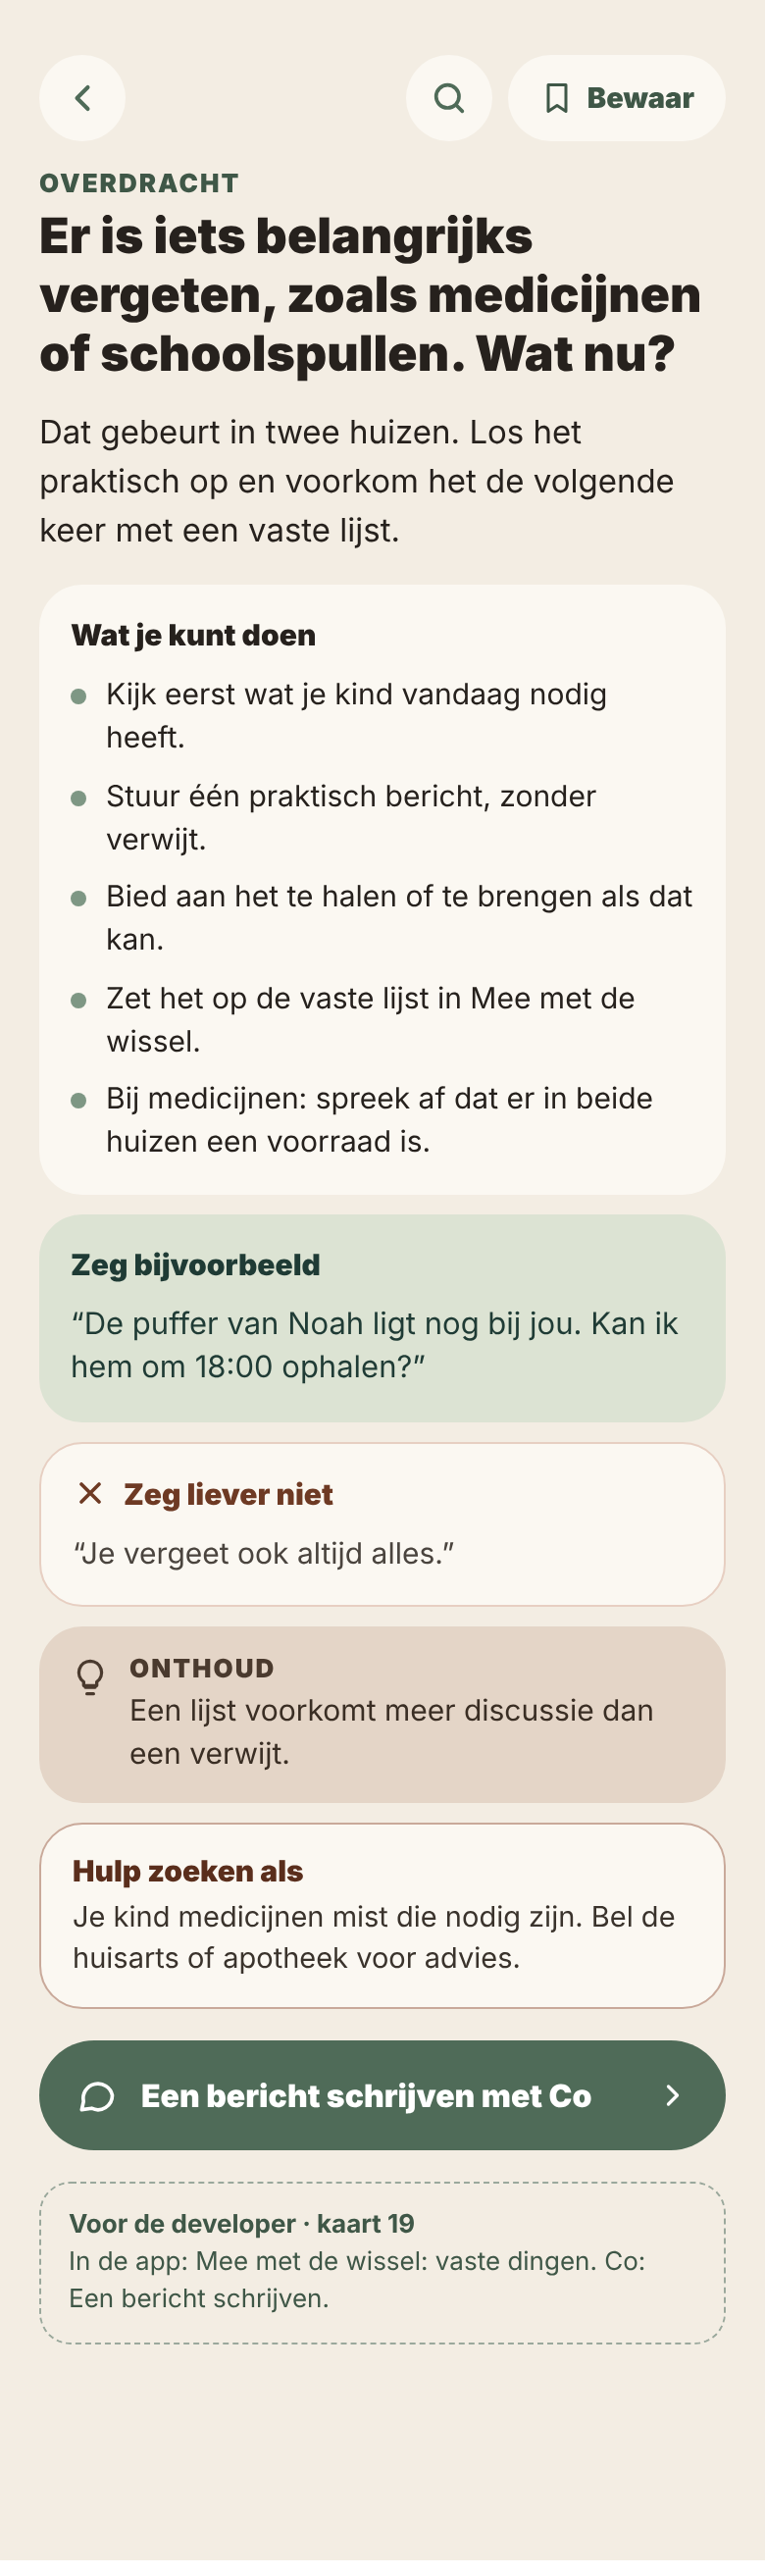 Bewaar
OVERDRACHT
Er is iets belangrijks
vergeten, zoals medicijnen
of schoolspullen. Wat nu?
Dat gebeurt in twee huizen. Los het
praktisch op en voorkom het de volgende
keer met een vaste lijst.
Wat je kunt doen
Kijk eerst wat je kind vandaag nodig
heeft.
Stuur één praktisch bericht, zonder
verwijt.
Bied aan het te halen of te brengen als dat
kan.
Zet het op de vaste lijst in Mee met de
wissel.
Bij medicijnen: spreek af dat er in beide
huizen een voorraad is.
Zeg bijvoorbeeld
“De puffer van Noah ligt nog bij jou. Kan ik
hem om 18:00 ophalen?”
Zeg liever niet
“Je vergeet ook altijd alles.”
ONTHOUD
Een lijst voorkomt meer discussie dan
een verwijt.
Hulp zoeken als
Je kind medicijnen mist die nodig zijn. Bel de
huisarts of apotheek voor advies.
Een bericht schrijven met Co
Voor de developer · kaart 19
In de app: Mee met de wissel: vaste dingen. Co:
Een bericht schrijven.